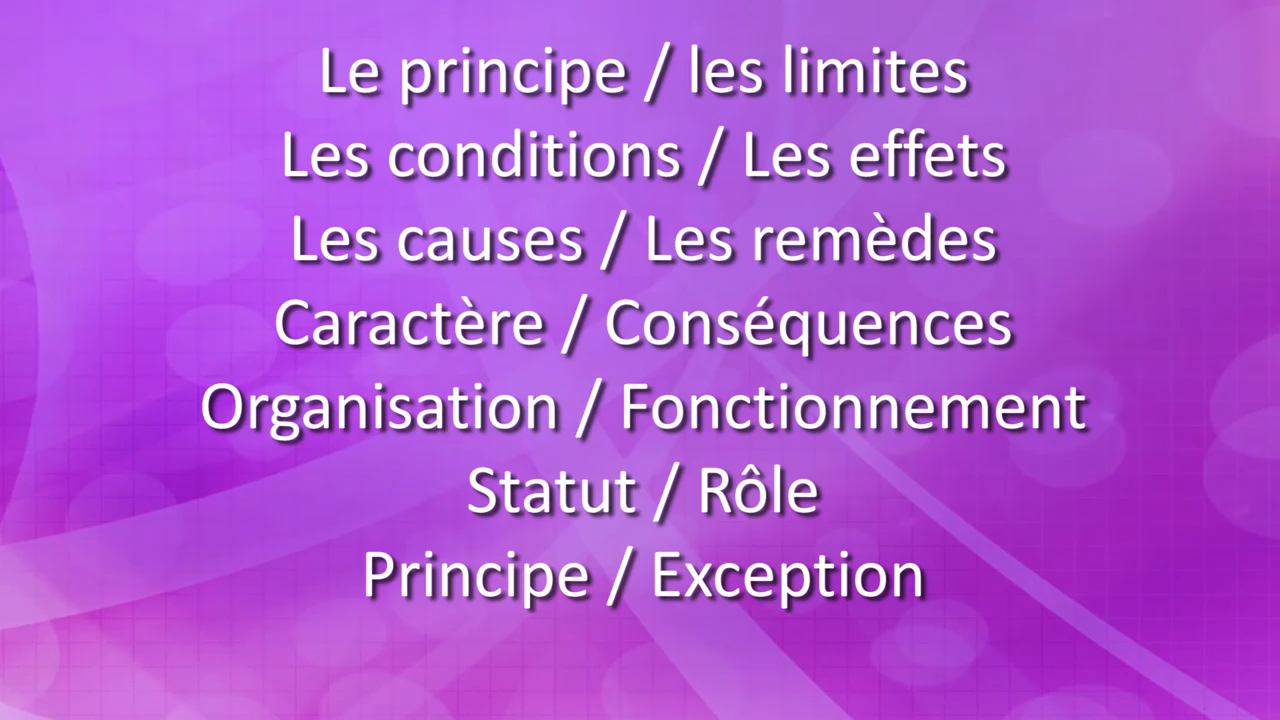 Le principe / les limites
Les conditions / Les effets
Les causes / Les remèdes
Caractère / Conséquences
Organisation / Fonctionnement
Statut / Rôle
Principe / Exception